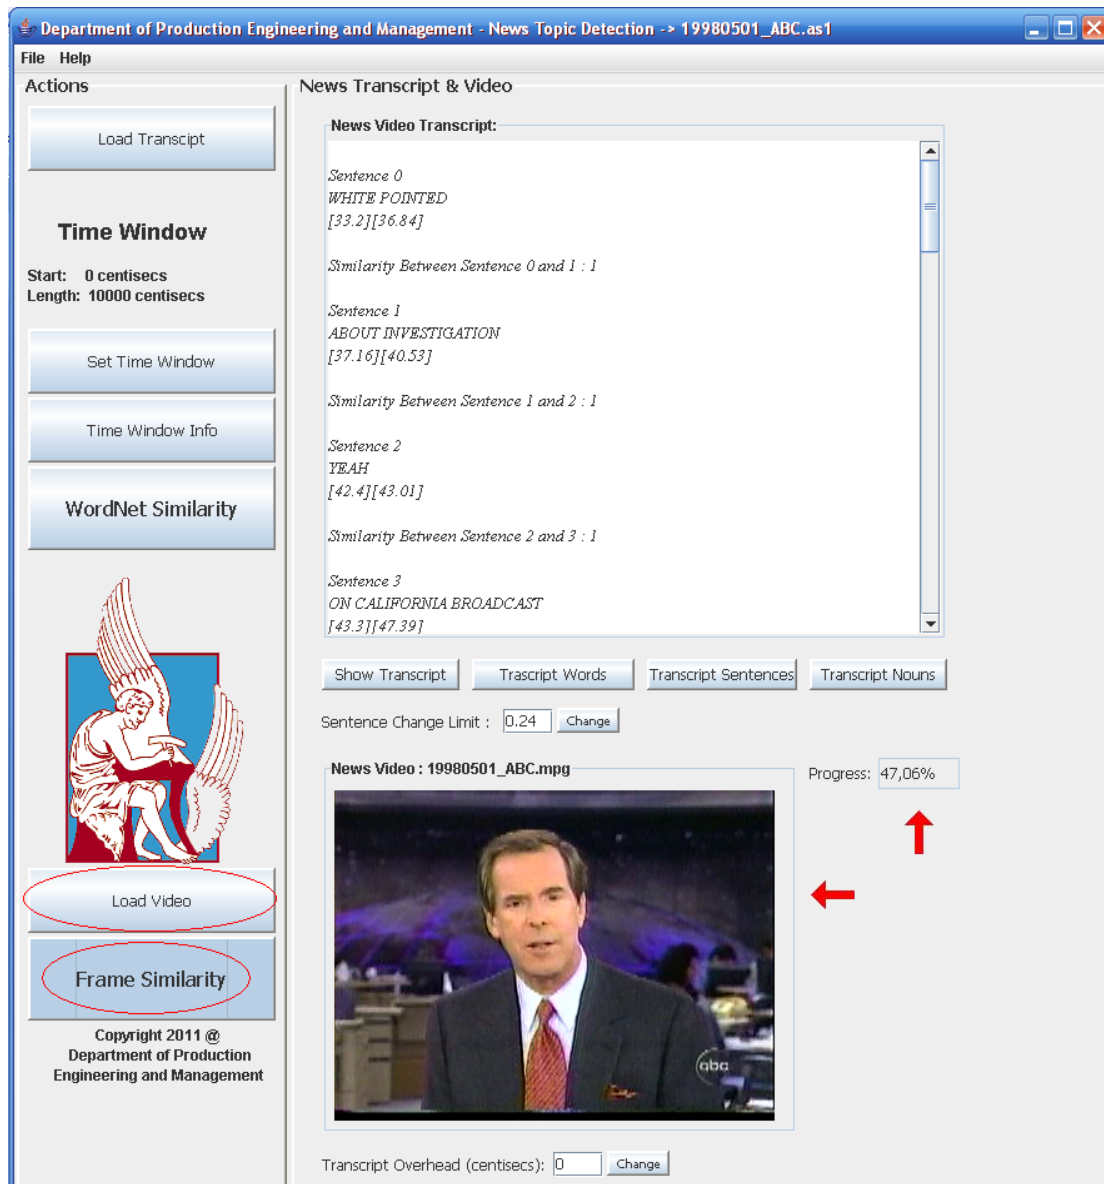 Department of Production Engineering and Management - News Topic Detection -> 19980501_ABC.as1
File Help
Actions
Load Transcipt
Time Window
Start: 0 centisecs
Length: 10000 centisecs
Set Time Window
Time Window Info
WordNet Similarity
Load Video
Frame Similarity
Copyright 2011 @
Department of Production
Engineering and Management
News Transcript & Video
News Video Transcript:
Sentence 0
WHITE POINTED
[33.2][36.84]
Similarity Between Sentence 0 and 1 : 1
Sentence 1
ABOUT INVESTIGATION
[37.16][40.53]
Similarity Between Sentence 1 and 2 : 1
Sentence 2
YEAH
[42.4][43.01]
Similarity Between Sentence 2 and 3 : 1
Sentence 3
ON CALIFORNIA BROADCAST
[43.3][47.39]
Show Transcript Trascript Words Transcript Sentences Transcript Nouns
Sentence Change Limit : 0.24 Change
News Video : 19980501_ABC.mpg
Progress: 47,06%
abc
Transcript Overhead (centisecs): 0 Change